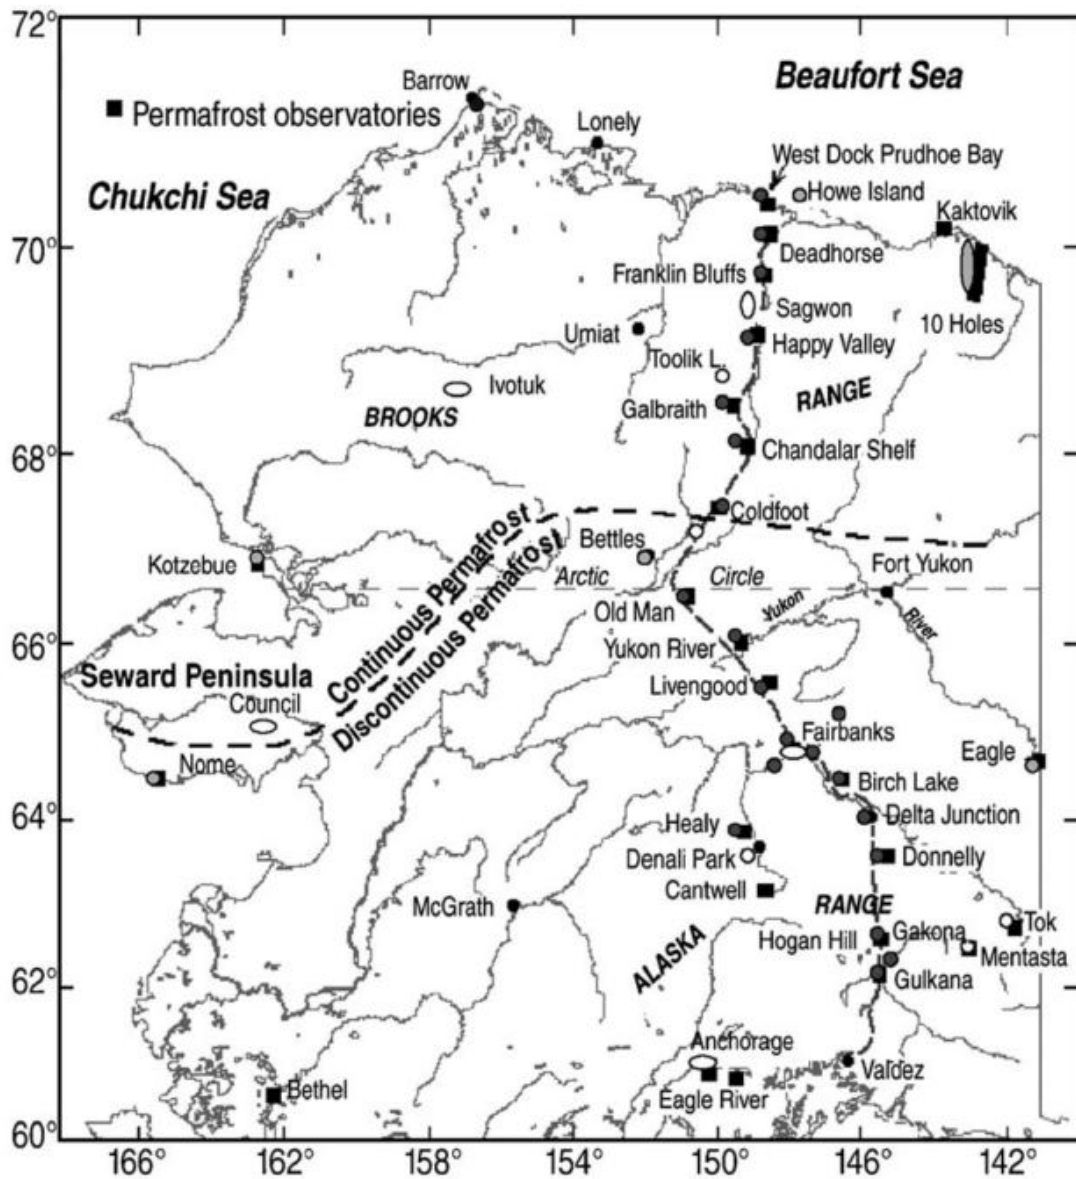 72°
Barrow
Beaufort Sea
Permafrost observatories
Lonely
West Dock Prudhoe Bay
Chukchi Sea
Howe Island
Kaktovik
70°
Deadhorse
Franklin Bluffs
Sagwon
10 Holes
Umiat
Happy Valley
Toolik L.
Ivotuk
RANGE
BROOKS
Galbraith
68°
Chandalar Shelf
Coldfoot
Continuous Permafrost
Discontinuous Permafrost
Bettles
Kotzebue
Arctic Circle
Fort Yukon
Old Man
Yukon
River
66°
Yukon River
Seward Peninsula
Livengood
Council
Fairbanks
Nome
Eagle
Birch Lake
64°
Delta Junction
Healy
Denali Park
Donnelly
Cantwell
McGrath
RANGE
Tok
Gakona
Hogan Hill
Mentasta
ALASKA
62°
Gulkana
Anchorage
Valdez
Bethel
Eagle River
60°
166° 162° 158° 154° 150° 146° 142°